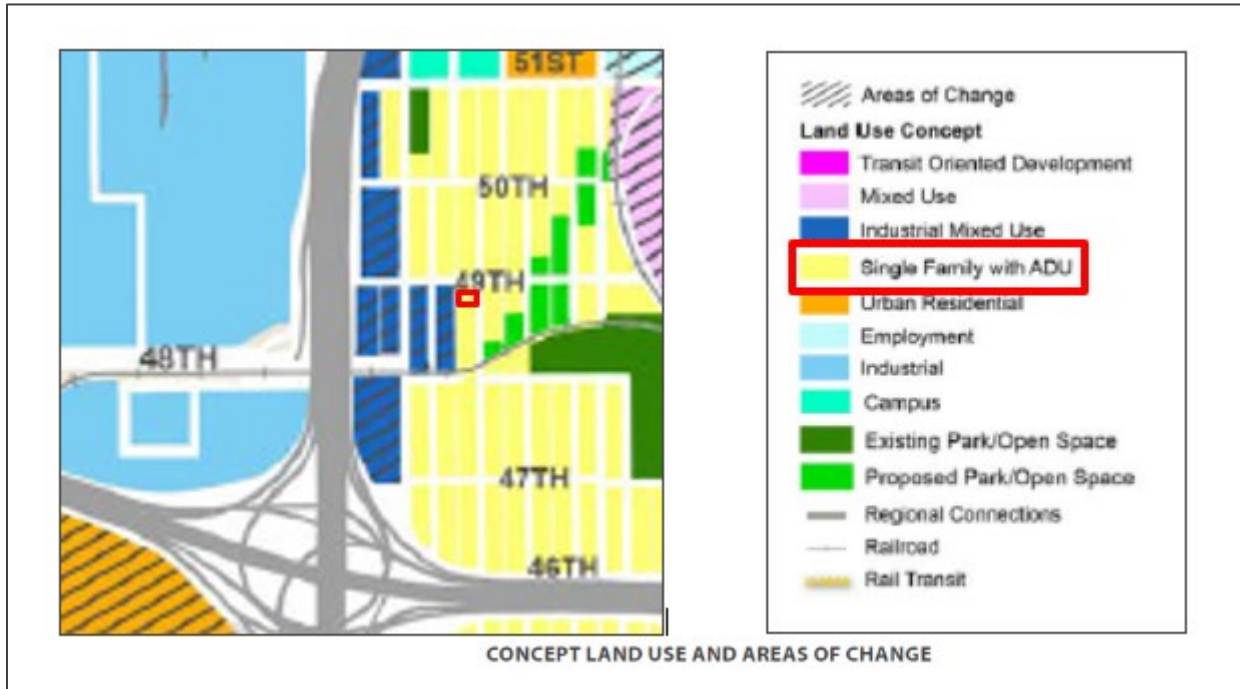 51ST
50TH
49TH
48TH
47TH
46TH
Areas of Change
Land Use Concept
Transit Oriented Development
Mixed Use
Industrial Mixed Use
Single Family with ADU
Urban Residential
Employment
Industrial
Campus
Existing Park/Open Space
Proposed Park/Open Space
Regional Connections
Railroad
Rail Transit
CONCEPT LAND USE AND AREAS OF CHANGE